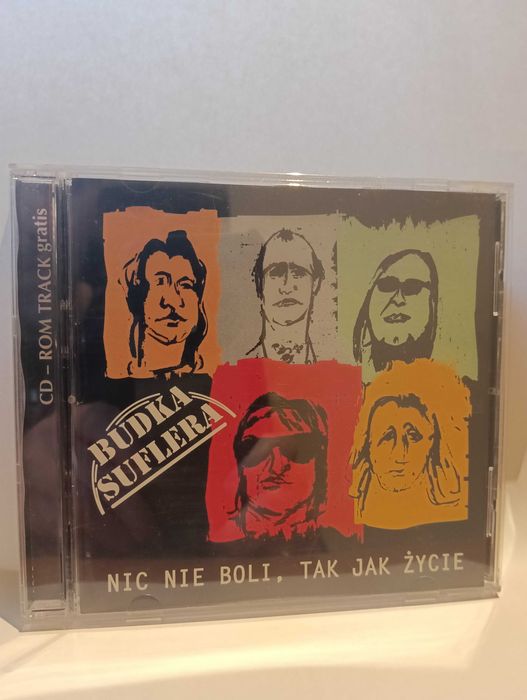 CD – ROM TRACK gratis
BUDKA
SUFLERA
NIC NIE BOLI, TAK JAK ŻYCIE